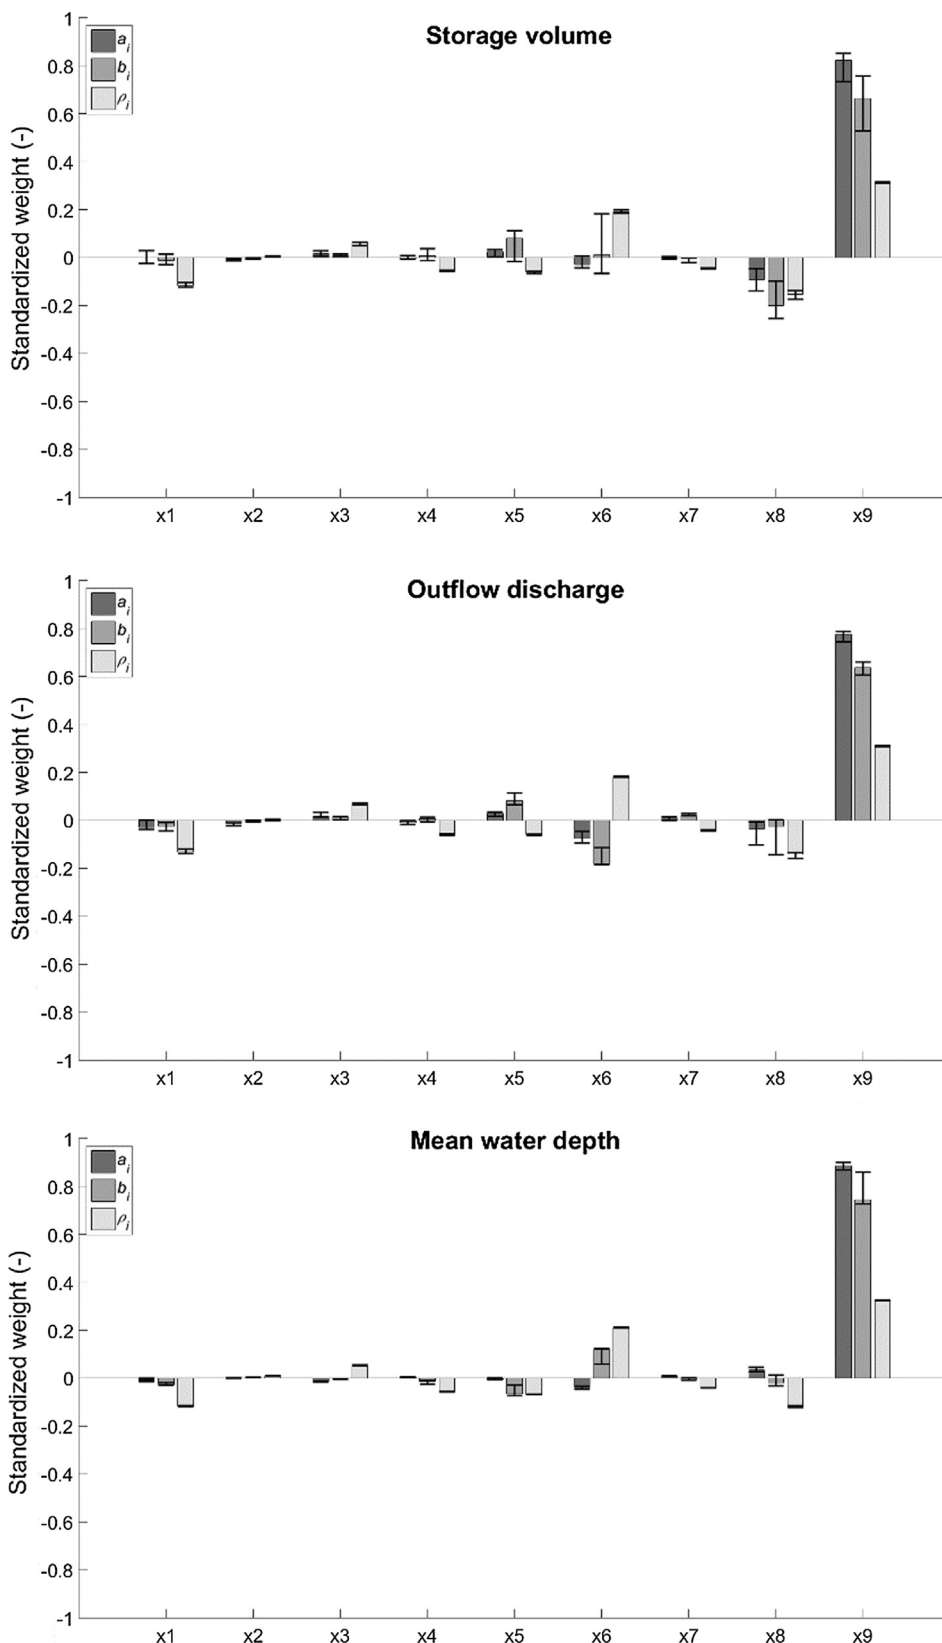 Storage volume
a_i
b_i
ρ_i
Standardized weight (-)
1
0.8
0.6
0.4
0.2
0
-0.2
-0.4
-0.6
-0.8
-1
x1 x2 x3 x4 x5 x6 x7 x8 x9
Outflow discharge
a_i
b_i
ρ_i
Standardized weight (-)
1
0.8
0.6
0.4
0.2
0
-0.2
-0.4
-0.6
-0.8
-1
x1 x2 x3 x4 x5 x6 x7 x8 x9
Mean water depth
a_i
b_i
ρ_i
Standardized weight (-)
1
0.8
0.6
0.4
0.2
0
-0.2
-0.4
-0.6
-0.8
-1
x1 x2 x3 x4 x5 x6 x7 x8 x9